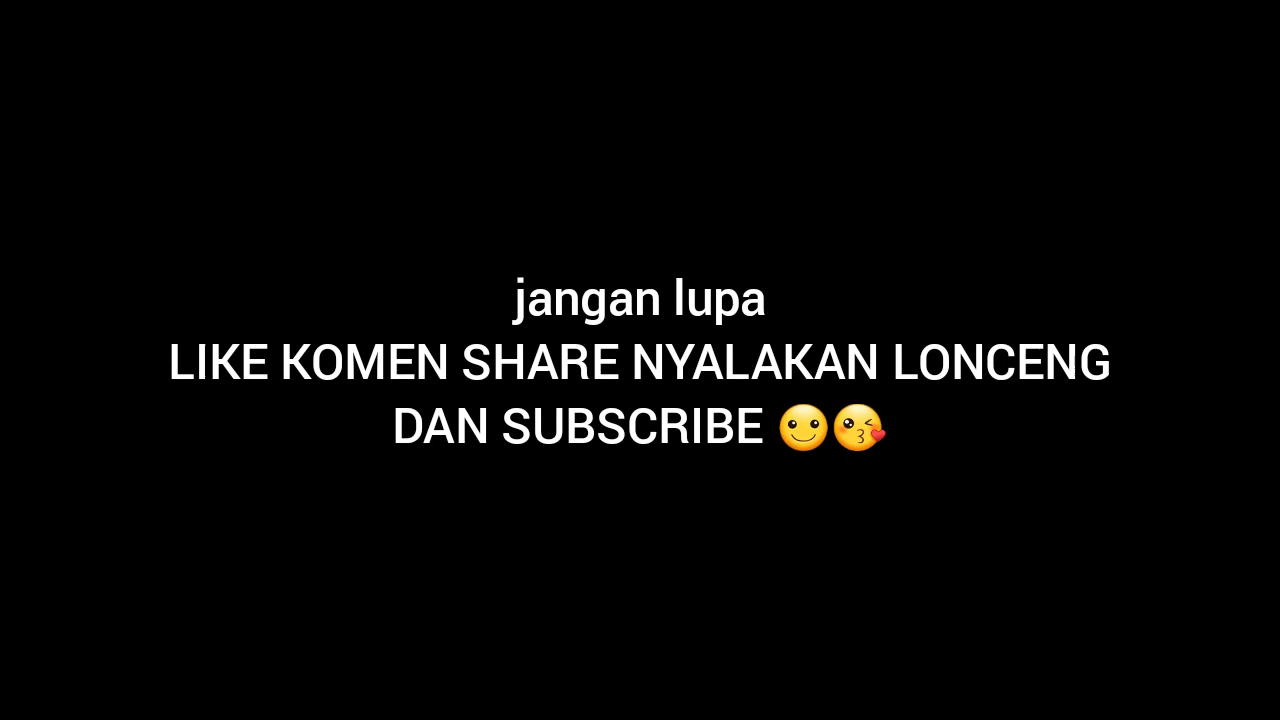 jangan lupa
LIKE KOMEN SHARE NYALAKAN LONCENG
DAN SUBSCRIBE 🙂😘